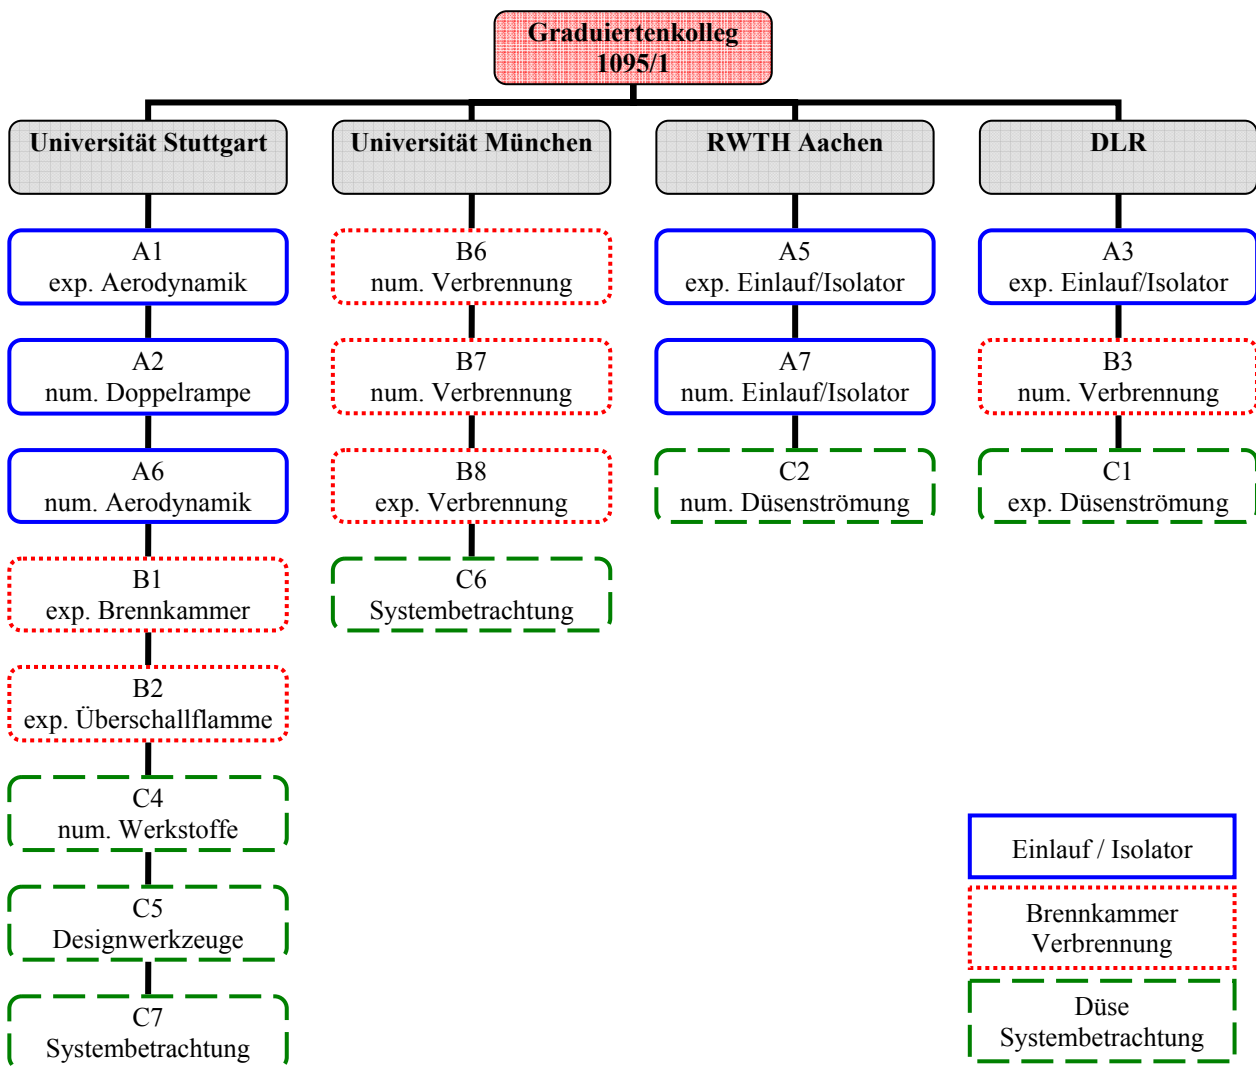 Graduiertenkolleg
1095/1
Universität Stuttgart
Universität München
RWTH Aachen
DLR
A1
exp. Aerodynamik
A2
num. Doppelrampe
A6
num. Aerodynamik
B1
exp. Brennkammer
B2
exp. Überschallflamme
C4
num. Werkstoffe
C5
Designwerkzeuge
C7
Systembetrachtung
B6
num. Verbrennung
B7
num. Verbrennung
B8
exp. Verbrennung
C6
Systembetrachtung
A5
exp. Einlauf/Isolator
A7
num. Einlauf/Isolator
C2
num. Düsenströmung
A3
exp. Einlauf/Isolator
B3
num. Verbrennung
C1
exp. Düsenströmung
Einlauf / Isolator
Brennkammer
Verbrennung
Düse
Systembetrachtung